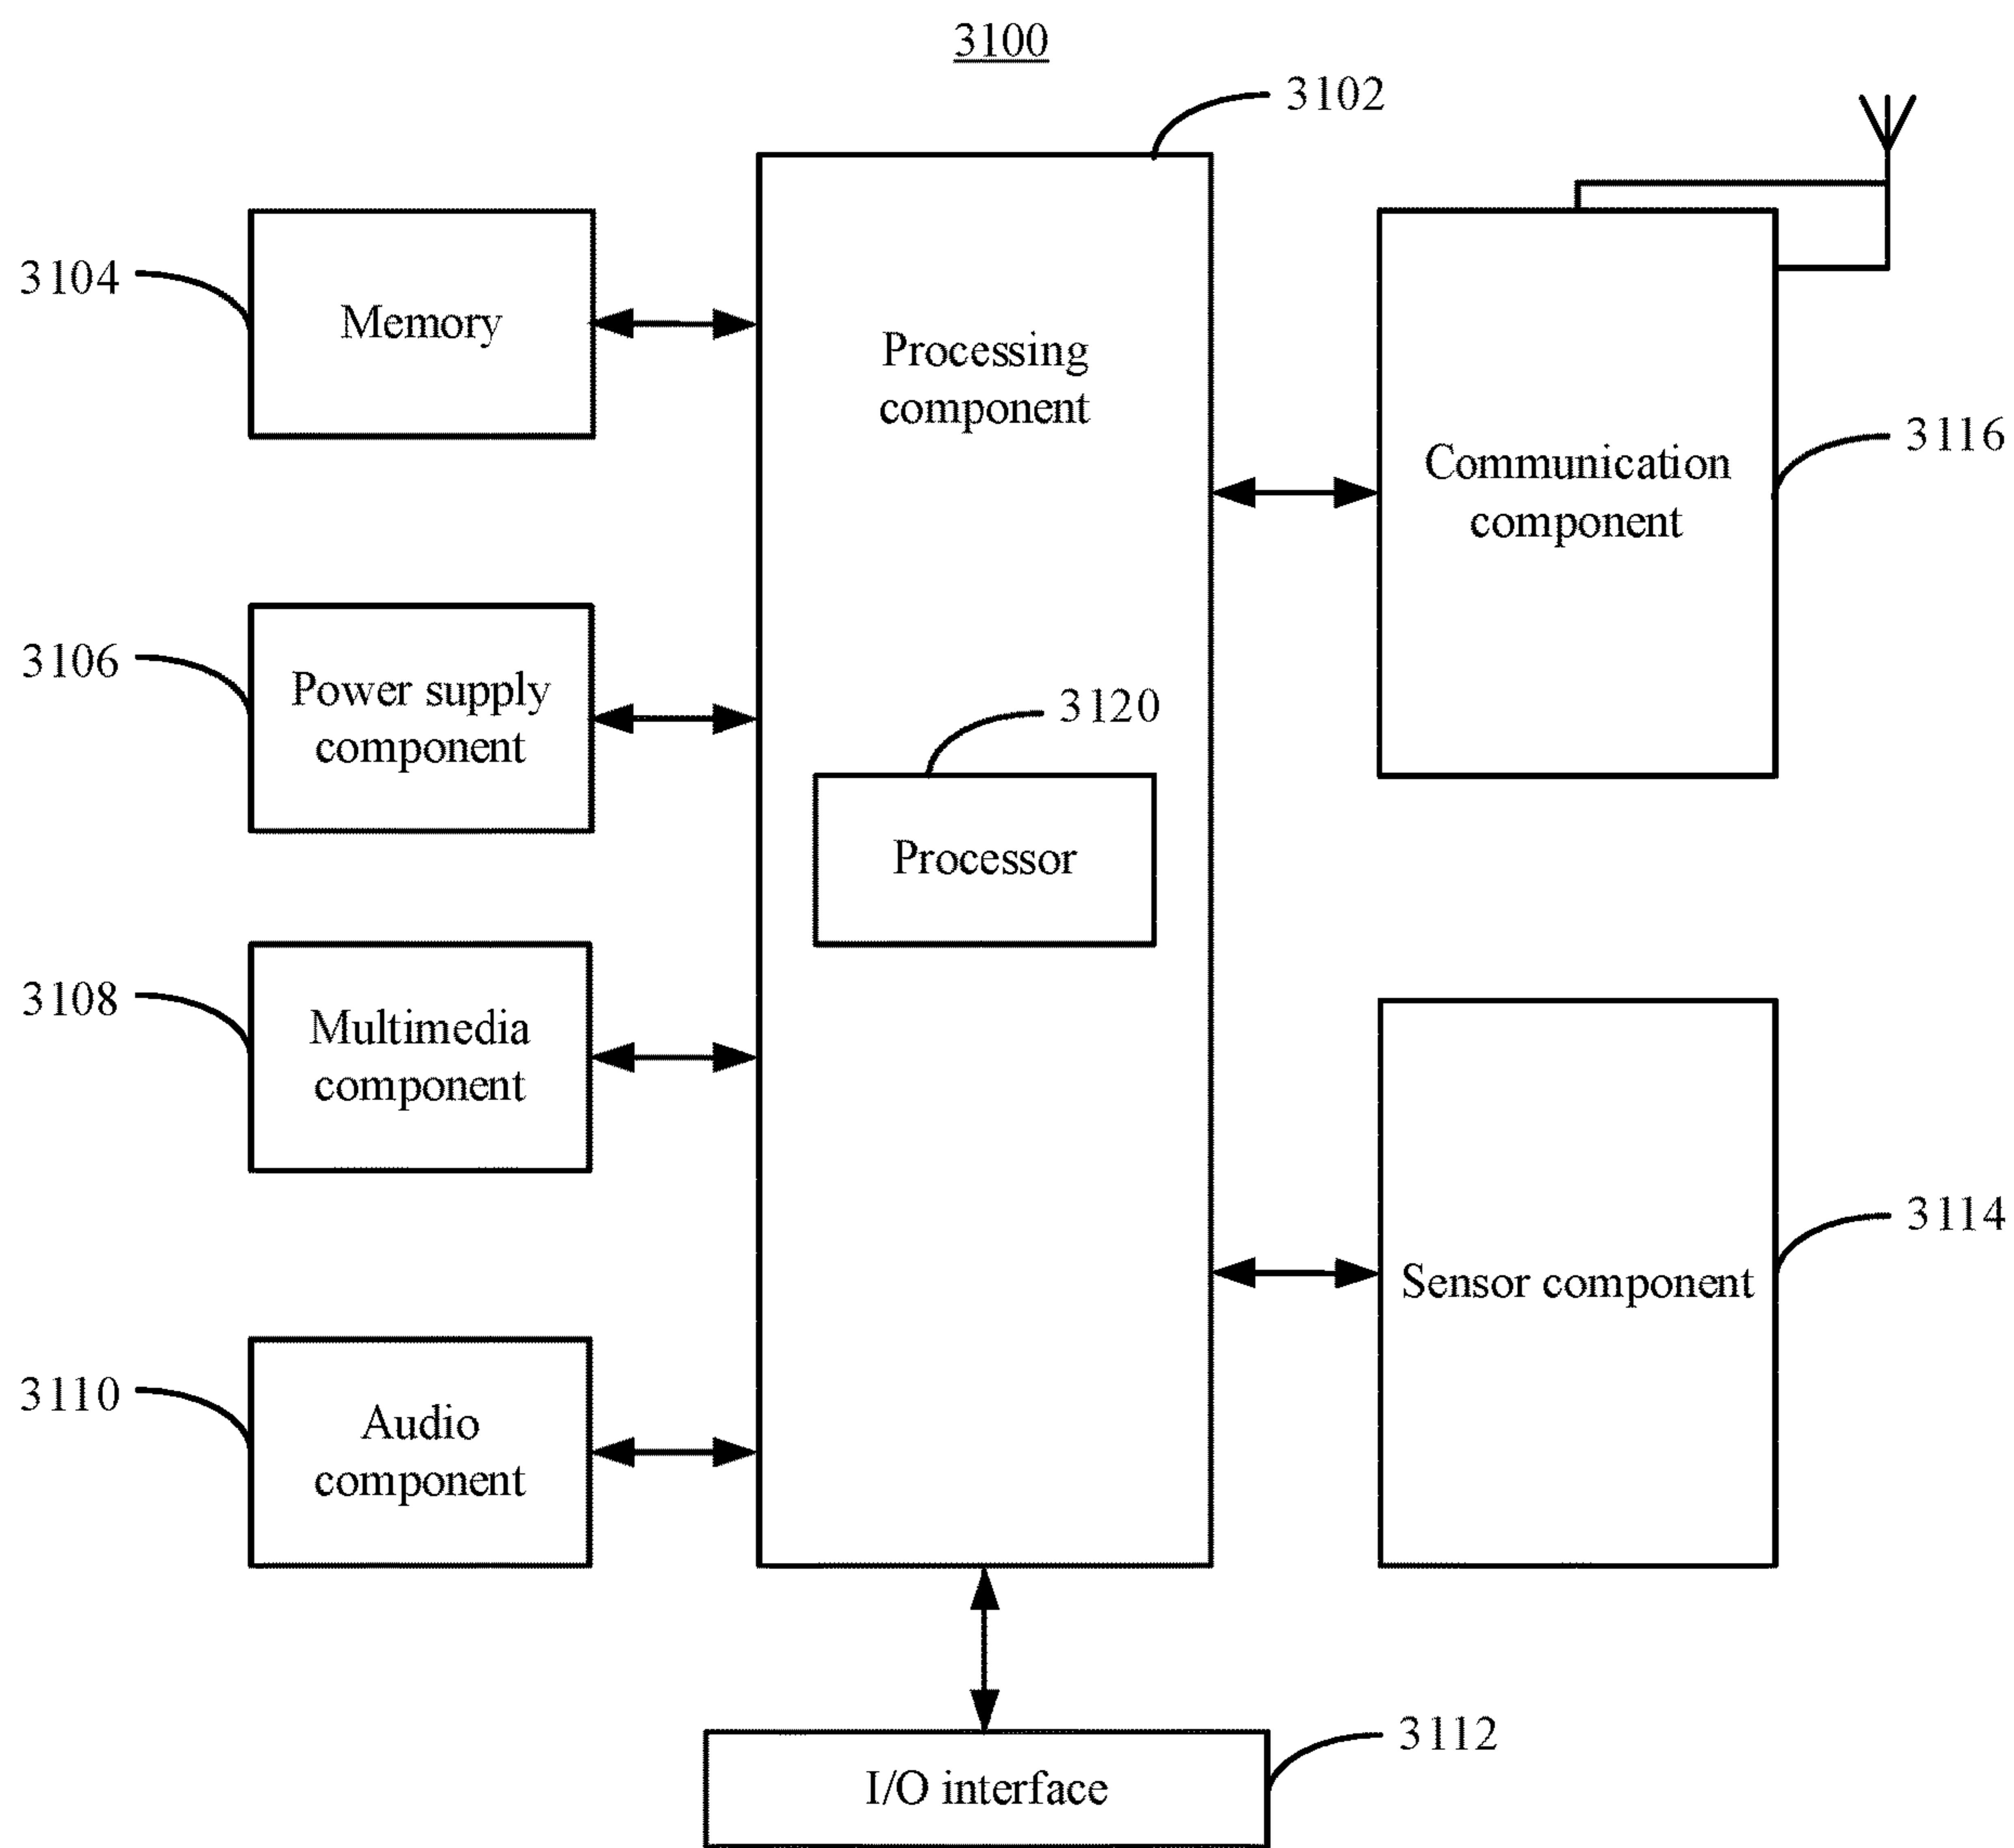 3100
3102
3104
Memory
Processing
component
Communication
component
3116
3106
Power supply
component
3120
Processor
3108
Multimedia
component
3114
Sensor component
3110
Audio
component
3112
I/O interface